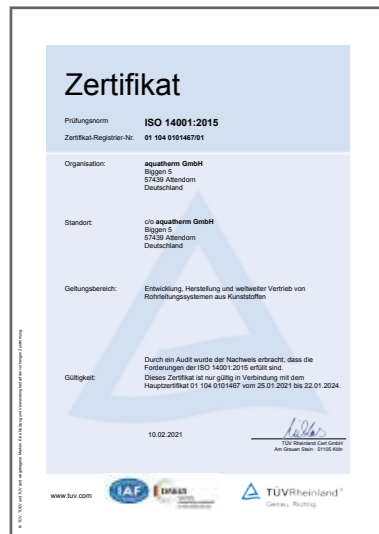 Zertifikat
Prüfungsnorm ISO 14001:2015
Zertifikat-Registrier-Nr. 01 104 0101467/01
Organisation: aquatherm GmbH
Biggen 5
57439 Attendorn
Deutschland
Standort: c/o aquatherm GmbH
Biggen 5
57439 Attendorn
Deutschland
Geltungsbereich: Entwicklung, Herstellung und weltweiter Vertrieb von
Rohrleitungssystemen aus Kunststoffen
Durch ein Audit wurde der Nachweis erbracht, dass die
Forderungen der ISO 14001:2015 erfüllt sind.
Gültigkeit: Dieses Zertifikat ist nur gültig in Verbindung mit dem
Hauptzertifikat 01 104 0101467 vom 25.01.2021 bis 22.01.2024.
10.02.2021
TÜV Rheinland Cert GmbH
Am Grauen Stein · 51105 Köln
www.tuv.com
IAF
DAkkS
TÜVRheinland®
Genau. Richtig.